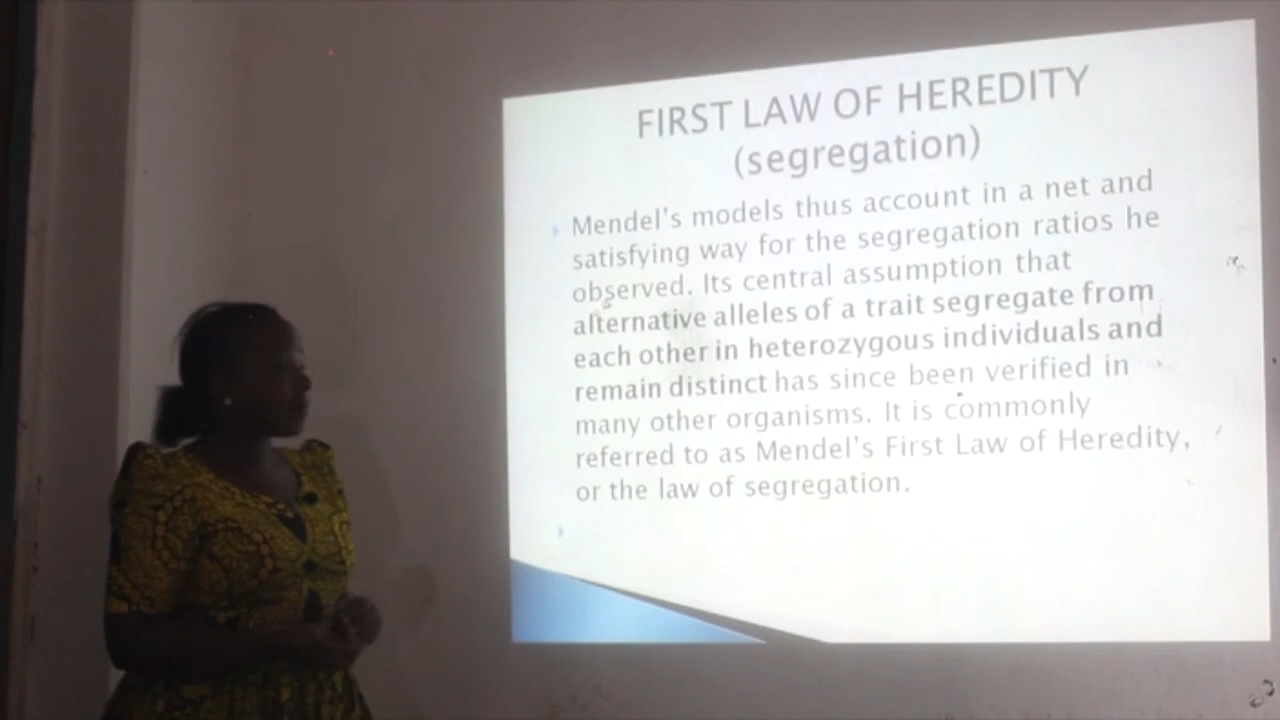 FIRST LAW OF HEREDITY
(segregation)
Mendel's models thus account in a net and
satisfying way for the segregation ratios he
observed. Its central assumption that
alternative alleles of a trait segregate from
each other in heterozygous individuals and
remain distinct has since been verified in
many other organisms. It is commonly
referred to as Mendel's First Law of Heredity,
or the law of segregation.